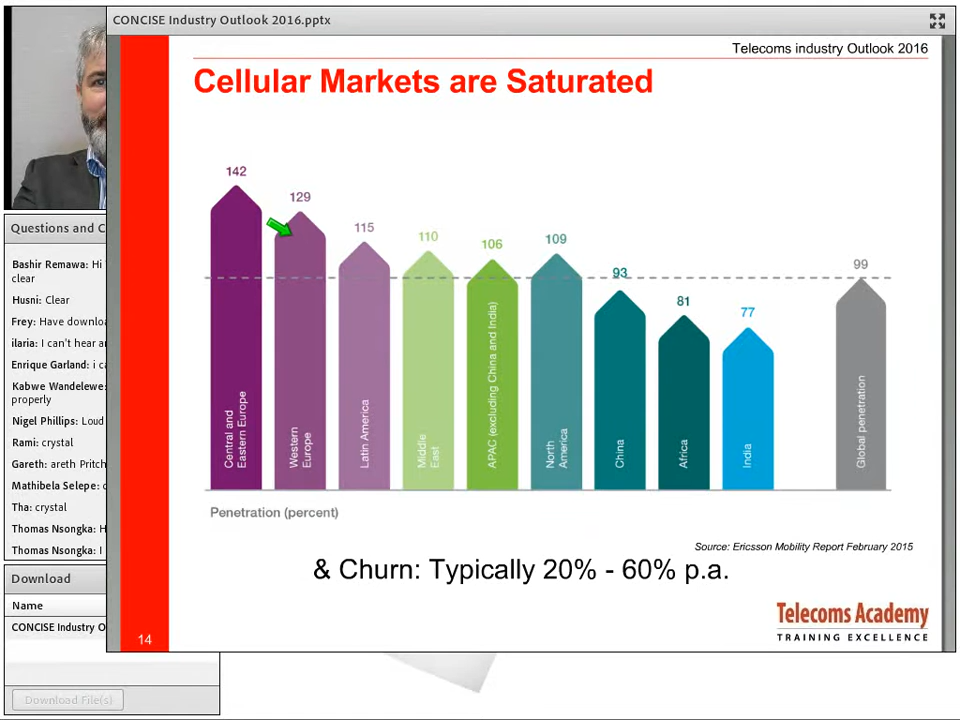 CONCISE Industry Outlook 2016.pptx
Telecoms industry Outlook 2016
Cellular Markets are Saturated
142
129
115
110
106
109
93
81
77
99
Central and
Eastern Europe
Western
Europe
Latin America
Middle
East
APAC (excluding China and India)
North
America
China
Africa
India
Global penetration
Penetration (percent)
Source: Ericsson Mobility Report February 2015
& Churn: Typically 20% - 60% p.a.
Telecoms Academy
TRAINING EXCELLENCE
14
Questions and C
Bashir Remawa: Hi
clear
Husni: Clear
Frey: Have downloa
ilaria: I can't hear an
Enrique Garland: i ca
Kabwe Wandelewe:
properly
Nigel Phillips: Loud
Rami: crystal
Gareth: areth Pritch
Mathibela Selepe: c
Tha: crystal
Thomas Nsongka: H
Thomas Nsongka: I
Download
Name
CONCISE Industry O
Download File(s)